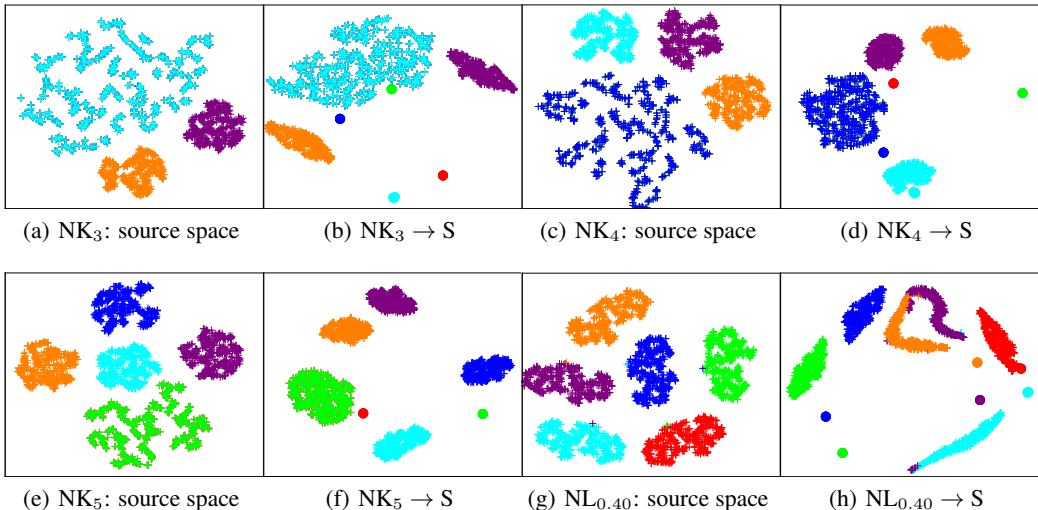 (a) NK₃: source space (b) NK₃ → S (c) NK₄: source space (d) NK₄ → S
(e) NK₅: source space (f) NK₅ → S (g) NL₀.₄₀: source space (h) NL₀.₄₀ → S